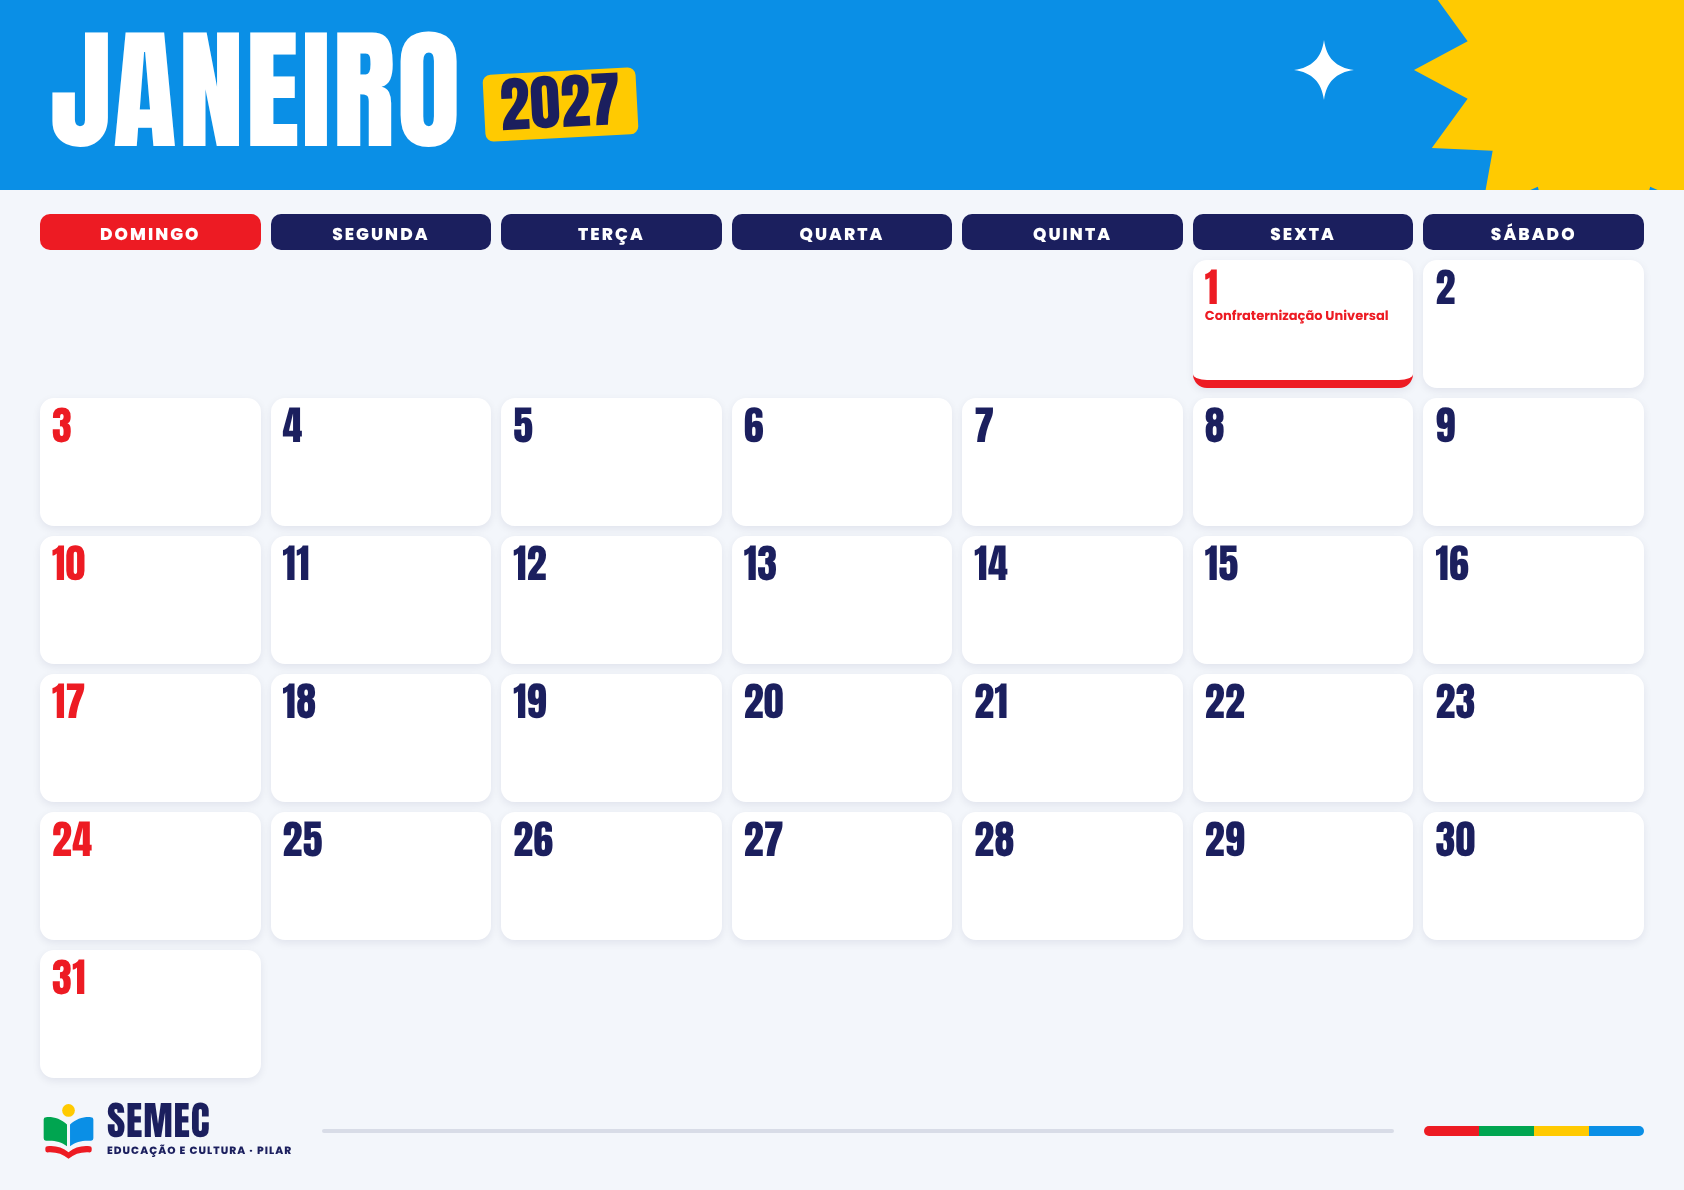 JANEIRO 2027
DOMINGO SEGUNDA TERÇA QUARTA QUINTA SEXTA SÁBADO
1 2
Confraternização Universal
3 4 5 6 7 8 9
10 11 12 13 14 15 16
17 18 19 20 21 22 23
24 25 26 27 28 29 30
31
SEMEC
EDUCAÇÃO E CULTURA · PILAR